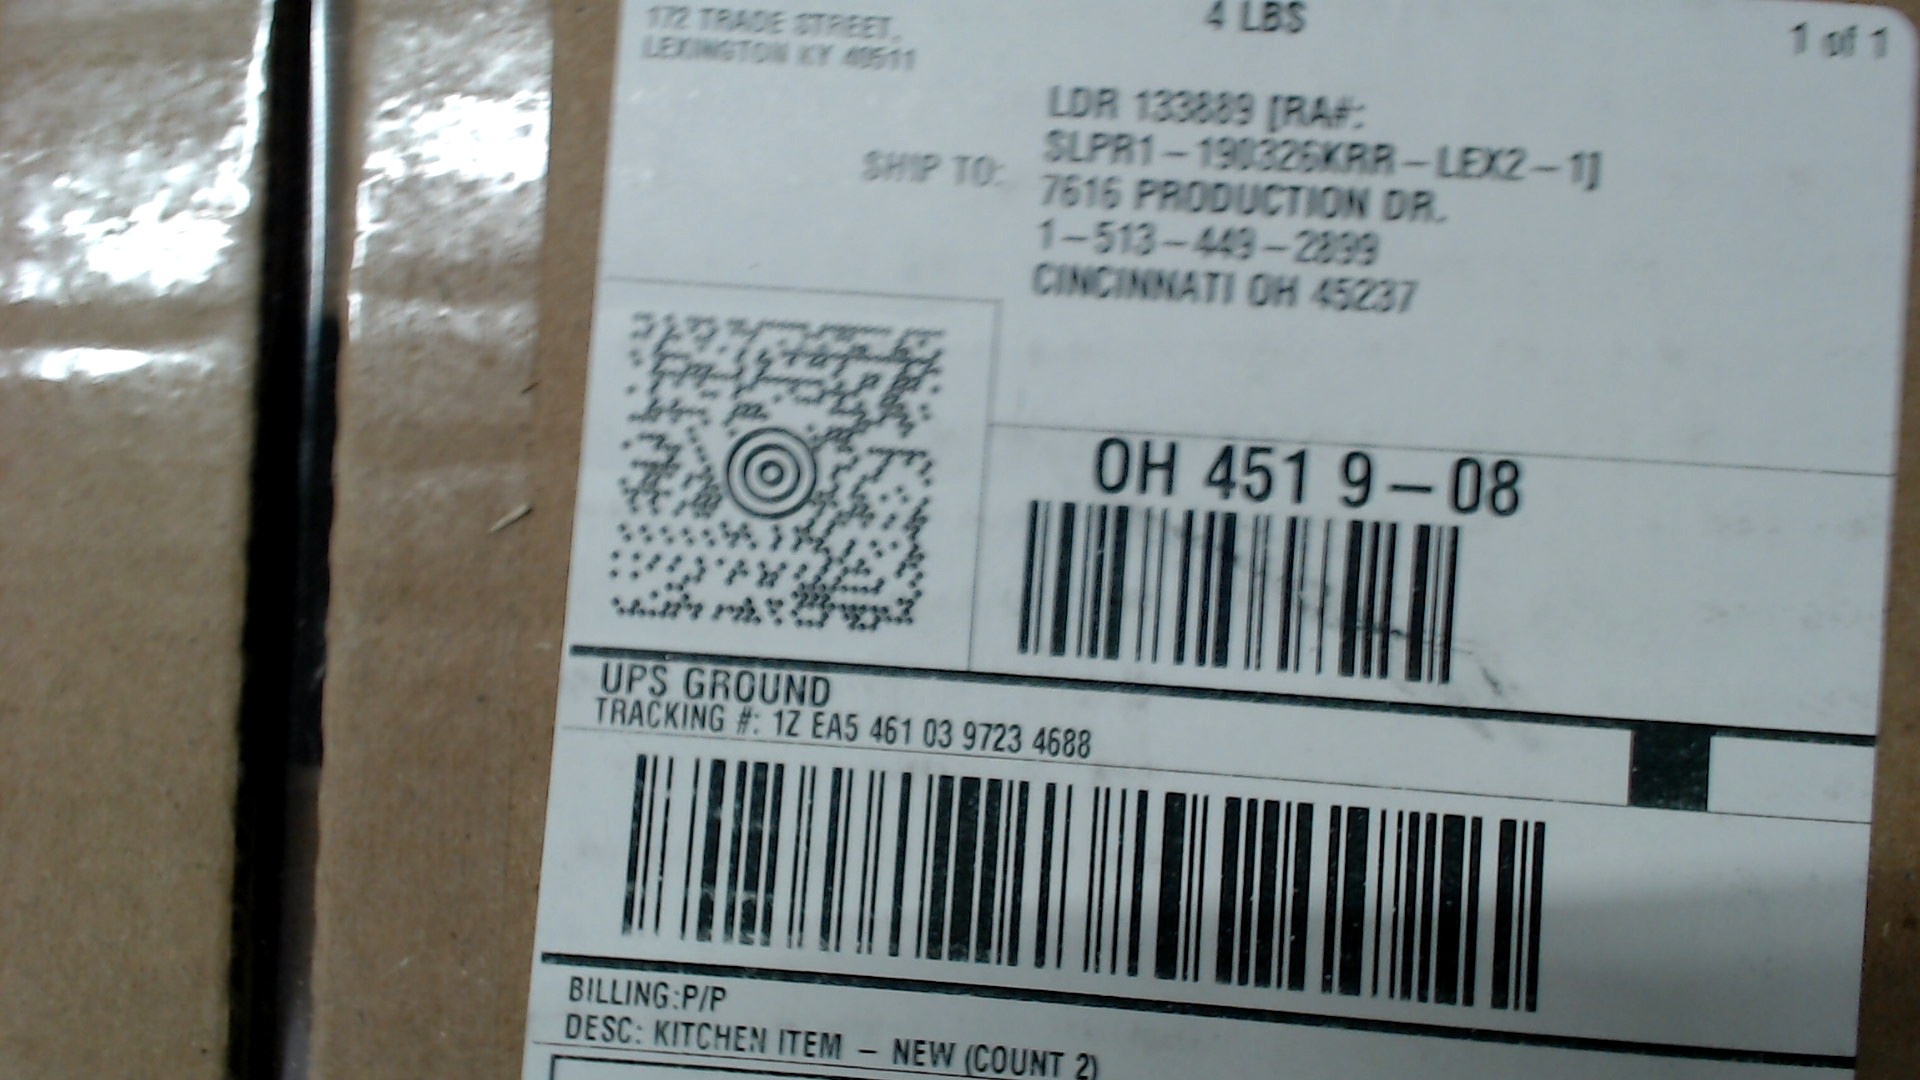 172 TRADE STREET,
LEXINGTON KY 40511
4 LBS
1 of 1
SHIP TO:
LDR 133889 [RA#:
SLPR1-190326KRR-LEX2-1]
7616 PRODUCTION DR.
1-513-449-2899
CINCINNATI OH 45237
OH 451 9-08
UPS GROUND
TRACKING #: 1Z EA5 461 03 9723 4688
BILLING:P/P
DESC: KITCHEN ITEM - NEW (COUNT 2)